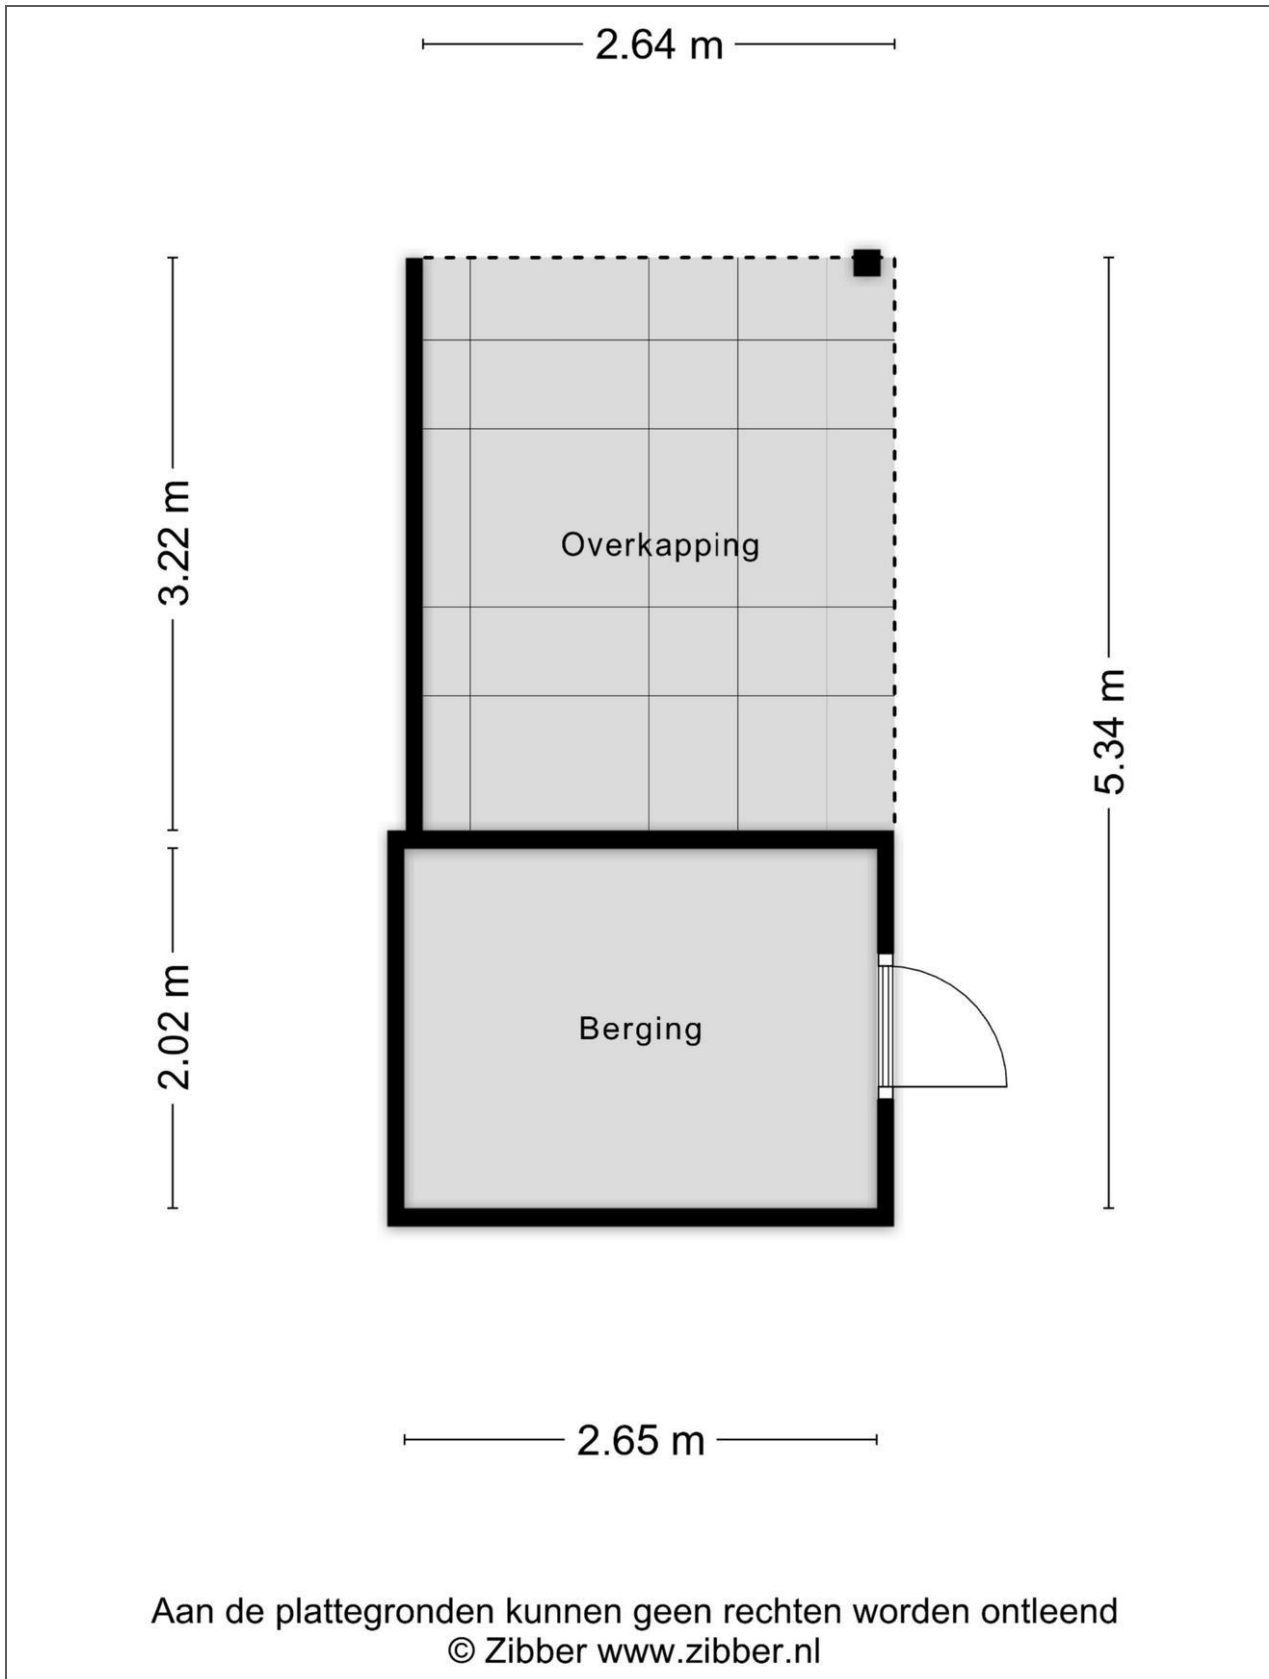 2.64 m
3.22 m
Overkapping
5.34 m
2.02 m
Berging
2.65 m
Aan de plattegronden kunnen geen rechten worden ontleend
© Zibber www.zibber.nl